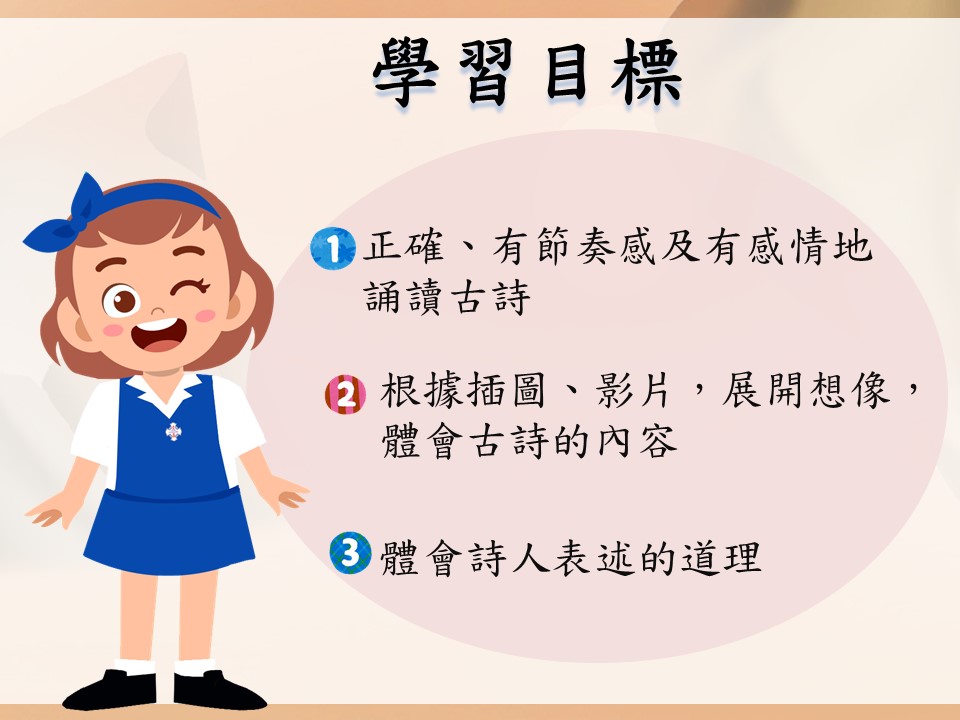 學習目標
1 正確、有節奏感及有感情地
誦讀古詩
2 根據插圖、影片，展開想像，
體會古詩的內容
3 體會詩人表述的道理